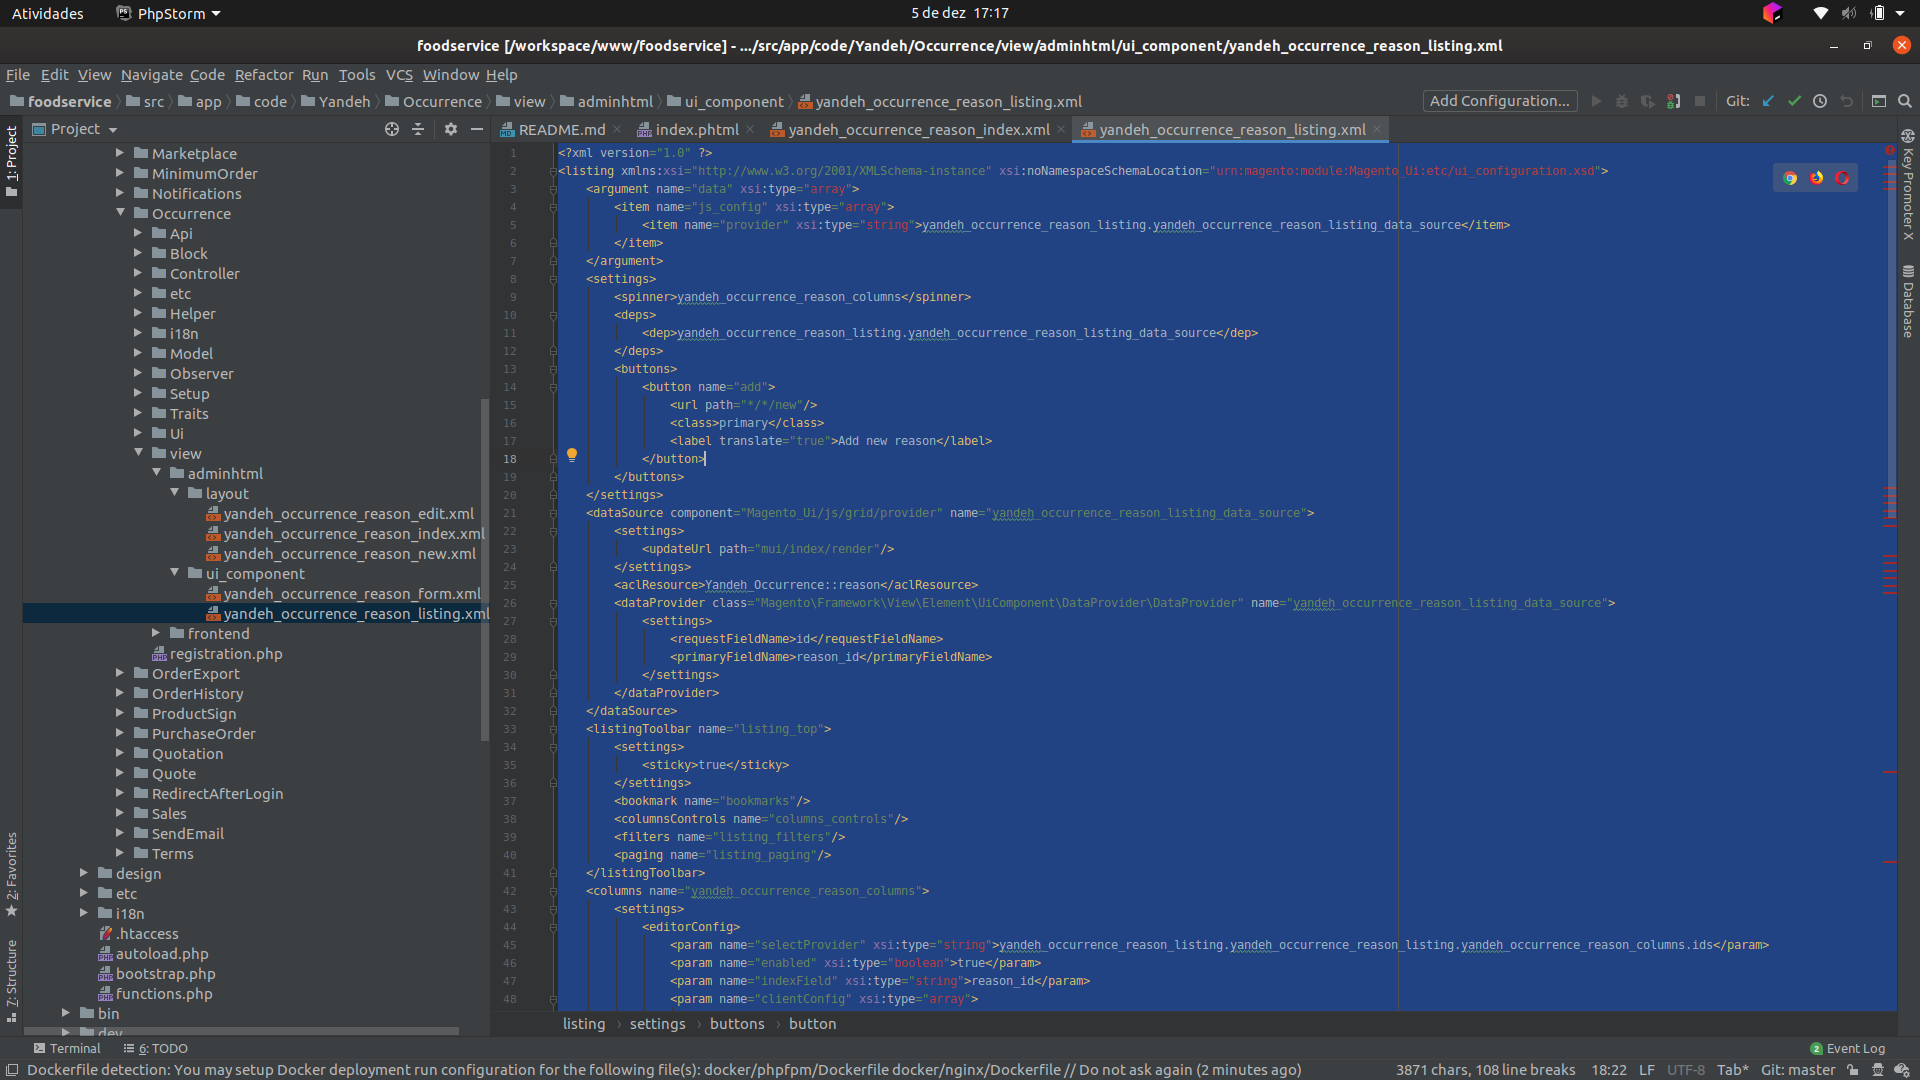 Atividades
PhpStorm
5 de dez 17:17
foodservice [/workspace/www/foodservice] - .../src/app/code/Yandeh/Occurrence/view/adminhtml/ui_component/yandeh_occurrence_reason_listing.xml
File Edit View Navigate Code Refactor Run Tools VCS Window Help
foodservice src app code Yandeh Occurrence view adminhtml ui_component yandeh_occurrence_reason_listing.xml
Add Configuration...
Git:
Project
README.md
index.phtml
yandeh_occurrence_reason_index.xml
yandeh_occurrence_reason_listing.xml
1: Project
2: Favorites
7: Structure
Marketplace
MinimumOrder
Notifications
Occurrence
Api
Block
Controller
etc
Helper
i18n
Model
Observer
Setup
Traits
Ui
view
adminhtml
layout
yandeh_occurrence_reason_edit.xml
yandeh_occurrence_reason_index.xml
yandeh_occurrence_reason_new.xml
ui_component
yandeh_occurrence_reason_form.xml
yandeh_occurrence_reason_listing.xml
frontend
registration.php
OrderExport
OrderHistory
ProductSign
PurchaseOrder
Quotation
Quote
RedirectAfterLogin
Sales
SendEmail
Terms
design
etc
i18n
.htaccess
autoload.php
bootstrap.php
functions.php
bin
dev
1 <?xml version="1.0" ?>
2 <listing xmlns:xsi="http://www.w3.org/2001/XMLSchema-instance" xsi:noNamespaceSchemaLocation="urn:magento:module:Magento_Ui:etc/ui_configuration.xsd">
3 <argument name="data" xsi:type="array">
4 <item name="js_config" xsi:type="array">
5 <item name="provider" xsi:type="string">yandeh_occurrence_reason_listing.yandeh_occurrence_reason_listing_data_source</item>
6 </item>
7 </argument>
8 <settings>
9 <spinner>yandeh_occurrence_reason_columns</spinner>
10 <deps>
11 <dep>yandeh_occurrence_reason_listing.yandeh_occurrence_reason_listing_data_source</dep>
12 </deps>
13 <buttons>
14 <button name="add">
15 <url path="*/*/new"/>
16 <class>primary</class>
17 <label translate="true">Add new reason</label>
18 </button>
19 </buttons>
20 </settings>
21 <dataSource component="Magento_Ui/js/grid/provider" name="yandeh_occurrence_reason_listing_data_source">
22 <settings>
23 <updateUrl path="mui/index/render"/>
24 </settings>
25 <aclResource>Yandeh_Occurrence::reason</aclResource>
26 <dataProvider class="Magento\Framework\View\Element\UiComponent\DataProvider\DataProvider" name="yandeh_occurrence_reason_listing_data_source">
27 <settings>
28 <requestFieldName>id</requestFieldName>
29 <primaryFieldName>reason_id</primaryFieldName>
30 </settings>
31 </dataProvider>
32 </dataSource>
33 <listingToolbar name="listing_top">
34 <settings>
35 <sticky>true</sticky>
36 </settings>
37 <bookmark name="bookmarks"/>
38 <columnsControls name="columns_controls"/>
39 <filters name="listing_filters"/>
40 <paging name="listing_paging"/>
41 </listingToolbar>
42 <columns name="yandeh_occurrence_reason_columns">
43 <settings>
44 <editorConfig>
45 <param name="selectProvider" xsi:type="string">yandeh_occurrence_reason_listing.yandeh_occurrence_reason_listing.yandeh_occurrence_reason_columns.ids</param>
46 <param name="enabled" xsi:type="boolean">true</param>
47 <param name="indexField" xsi:type="string">reason_id</param>
48 <param name="clientConfig" xsi:type="array">
listing settings buttons button
Key Promoter X
Database
Terminal
6: TODO
2 Event Log
Dockerfile detection: You may setup Docker deployment run configuration for the following file(s): docker/phpfpm/Dockerfile docker/nginx/Dockerfile // Do not ask again (2 minutes ago)
3871 chars, 108 line breaks 18:22 LF UTF-8 Tab* Git: master